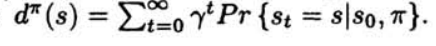 d^π(s) = ∑_{t=0}^{∞} γ^t Pr {s_t = s|s_0, π}.